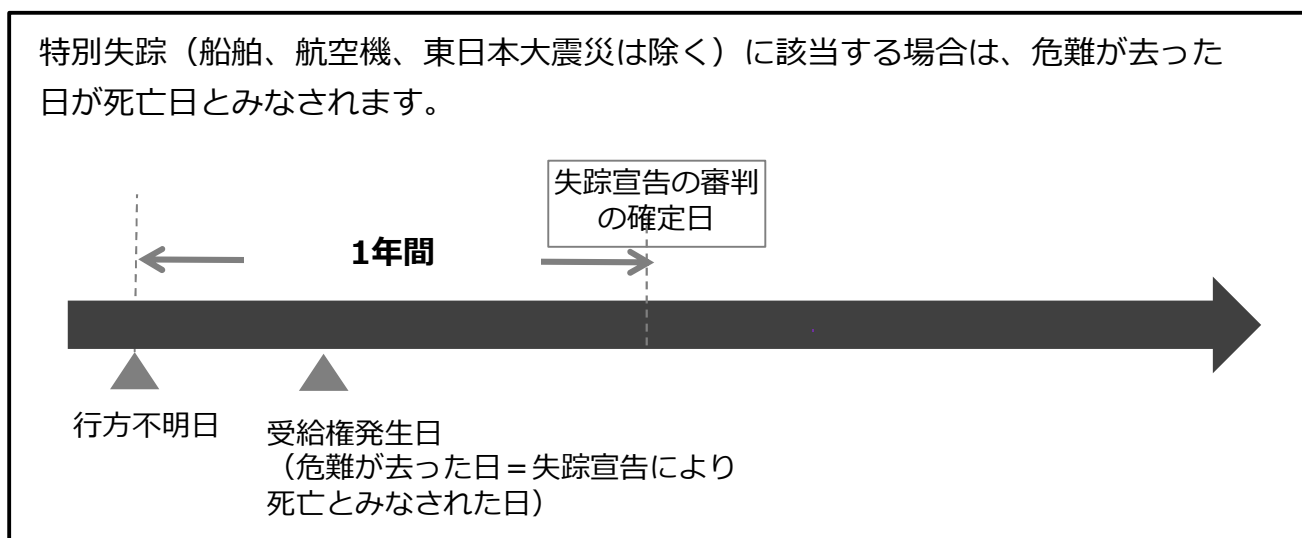 特別失踪（船舶、航空機、東日本大震災は除く）に該当する場合は、危難が去った
日が死亡日とみなされます。
失踪宣告の審判
の確定日
1年間
行方不明日
受給権発生日
（危難が去った日＝失踪宣告により
死亡とみなされた日）